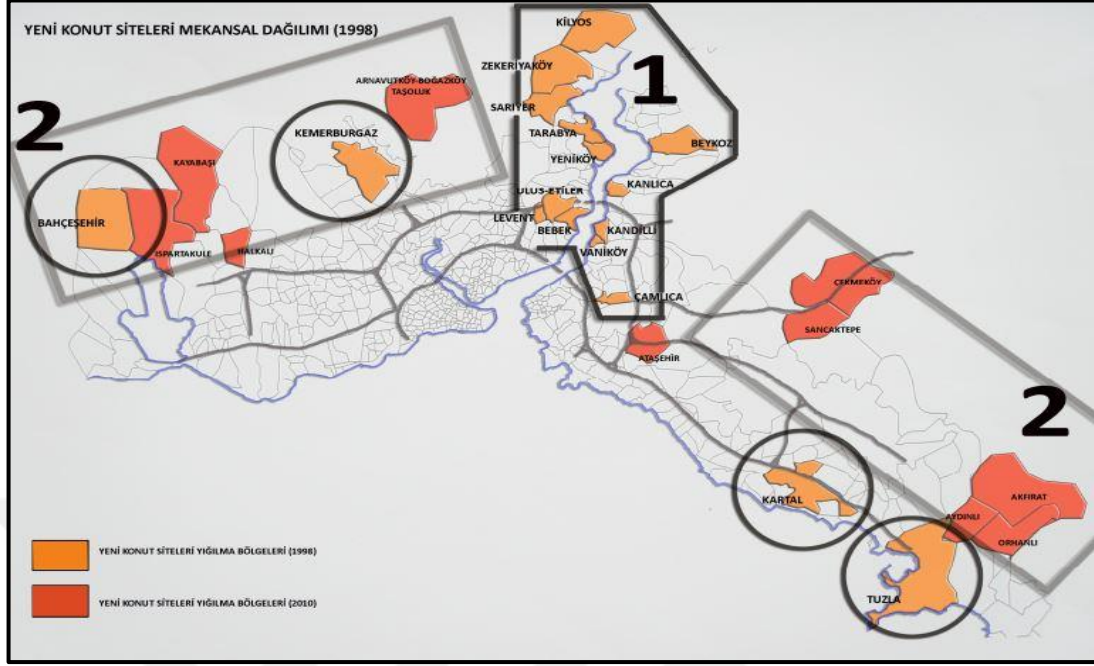 YENİ KONUT SİTELERİ MEKANSAL DAĞILIMI (1998)
KİLYOS
ZEKERİYAKÖY
1
ARNAVUTKÖY-BOĞAZKÖY
TAŞOLUK
SARIYER
2
KEMERBURGAZ
TARABYA
BEYKOZ
YENİKÖY
KAYABAŞI
KANLICA
ULUS-ETİLER
LEVENT
BAHÇEŞEHİR
BEBEK
KANDİLLİ
ISPARTAKULE
HALKALI
VANİKÖY
ÇEKMEKÖY
ÇAMLICA
SANCAKTEPE
ATAŞEHİR
2
KARTAL
AKFIRAT
AYDINLI
ORHANLI
YENİ KONUT SİTELERİ YIĞILMA BÖLGELERİ (1998)
TUZLA
YENİ KONUT SİTELERİ YIĞILMA BÖLGELERİ (2010)